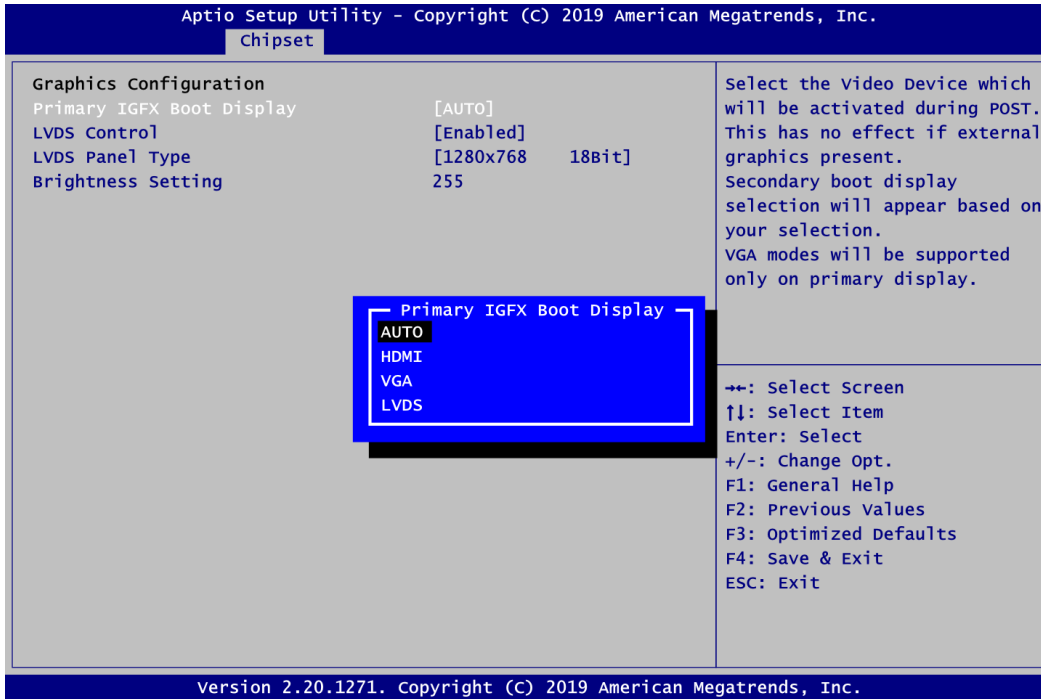 Aptio Setup Utility - Copyright (C) 2019 American Megatrends, Inc.
Chipset
Graphics Configuration
Primary IGFX Boot Display [AUTO]
LVDS Control [Enabled]
LVDS Panel Type [1280x768 18Bit]
Brightness Setting 255
Select the Video Device which
will be activated during POST.
This has no effect if external
graphics present.
Secondary boot display
selection will appear based on
your selection.
VGA modes will be supported
only on primary display.
Primary IGFX Boot Display
AUTO
HDMI
VGA
LVDS
→←: Select Screen
↑↓: Select Item
Enter: Select
+/-: Change Opt.
F1: General Help
F2: Previous Values
F3: Optimized Defaults
F4: Save & Exit
ESC: Exit
Version 2.20.1271. Copyright (C) 2019 American Megatrends, Inc.